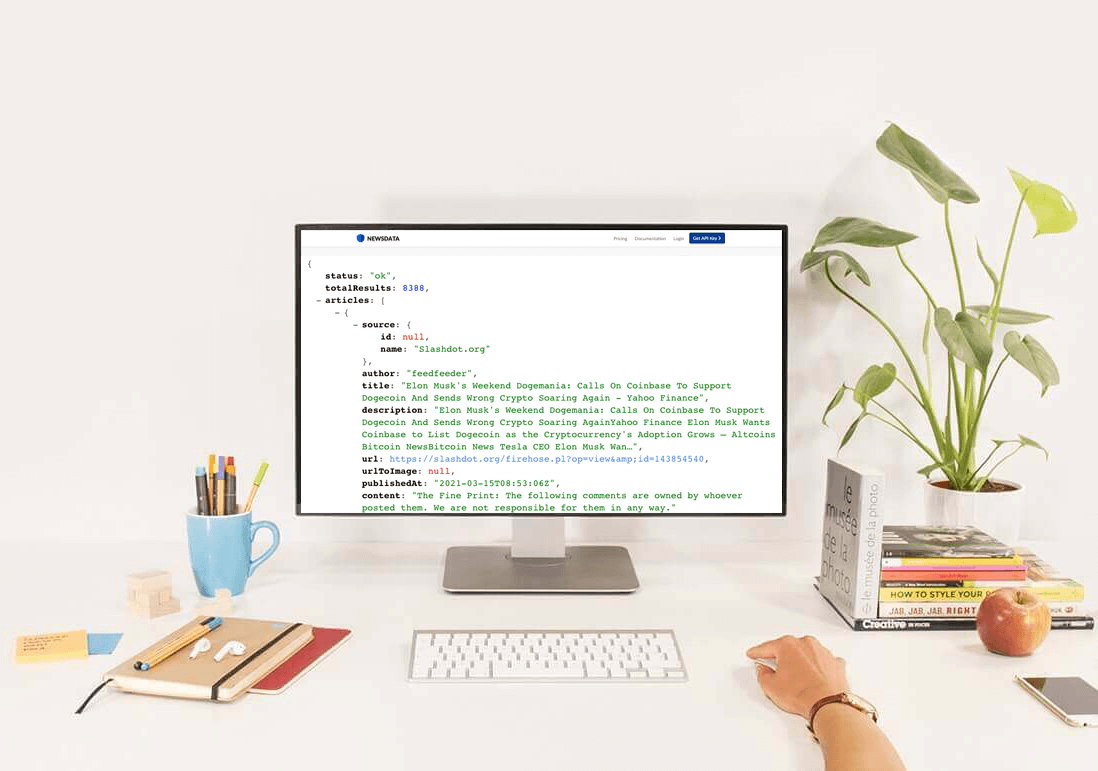 NEWSDATA
Pricing Documentation Login Get API Key
{
status: "ok",
totalResults: 8388,
– articles: [
– {
– source: {
id: null,
name: "Slashdot.org"
},
author: "feedfeeder",
title: "Elon Musk's Weekend Dogemania: Calls On Coinbase To Support
Dogecoin And Sends Wrong Crypto Soaring Again - Yahoo Finance",
description: "Elon Musk's Weekend Dogemania: Calls On Coinbase To Support
Dogecoin And Sends Wrong Crypto Soaring AgainYahoo Finance Elon Musk Wants
Coinbase to List Dogecoin as the Cryptocurrency's Adoption Grows – Altcoins
Bitcoin NewsBitcoin News Tesla CEO Elon Musk Wan…",
url: https://slashdot.org/firehose.pl?op=view&amp;id=143854540,
urlToImage: null,
publishedAt: "2021-03-15T08:53:06Z",
content: "The Fine Print: The following comments are owned by whoever
posted them. We are not responsible for them in any way."
le
musée
de la
photo
le musée de la photo
HOW TO STYLE YOUR
JAB, JAB, JAB, RIGHT
Creative IN FOCUS